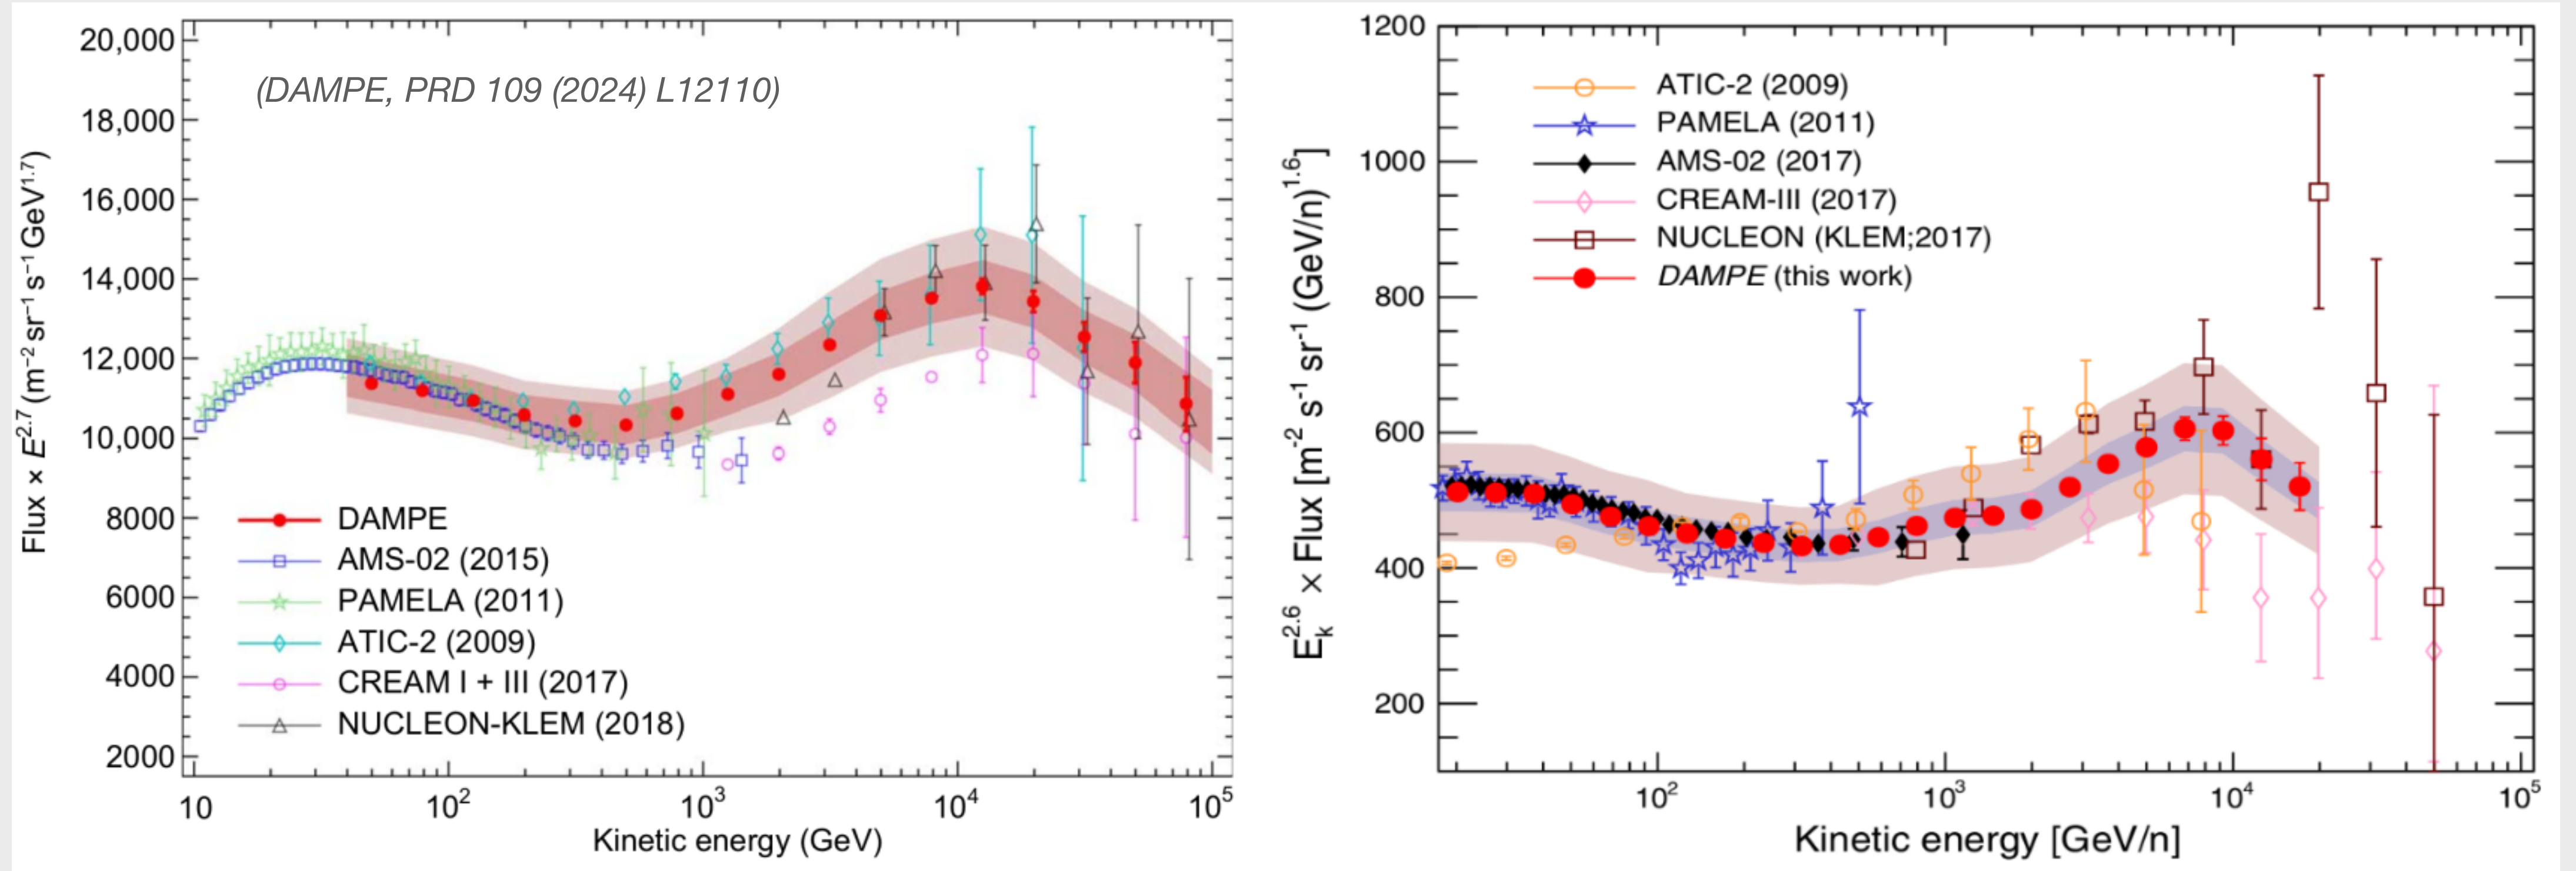 (DAMPE, PRD 109 (2024) L12110)
Flux × E^2.7 (m^−2 sr^−1 s^−1 GeV^1.7)
20,000
18,000
16,000
14,000
12,000
10,000
8000
6000
4000
2000
DAMPE
AMS-02 (2015)
PAMELA (2011)
ATIC-2 (2009)
CREAM I + III (2017)
NUCLEON-KLEM (2018)
10 10^2 10^3 10^4 10^5
Kinetic energy (GeV)
E_k^2.6 × Flux [m^-2 s^-1 sr^-1 (GeV/n)^1.6]
1200
1000
800
600
400
200
ATIC-2 (2009)
PAMELA (2011)
AMS-02 (2017)
CREAM-III (2017)
NUCLEON (KLEM;2017)
DAMPE (this work)
10^2 10^3 10^4 10^5
Kinetic energy [GeV/n]